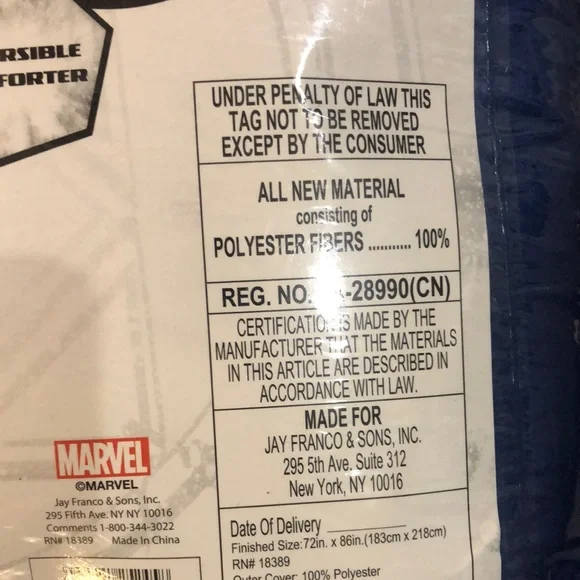 RSIBLE
FORTER
UNDER PENALTY OF LAW THIS
TAG NOT TO BE REMOVED
EXCEPT BY THE CONSUMER
ALL NEW MATERIAL
consisting of
POLYESTER FIBERS ........... 100%
REG. NO. -28990(CN)
CERTIFICATION IS MADE BY THE
MANUFACTURER THAT THE MATERIALS
IN THIS ARTICLE ARE DESCRIBED IN
ACCORDANCE WITH LAW.
MADE FOR
JAY FRANCO & SONS, INC.
295 5th Ave. Suite 312
New York, NY 10016
Date of Delivery
Finished Size:72in. x 86in.(183cm x 218cm)
RN# 18389
Outer Cover: 100% Polyester
MARVEL
©MARVEL
Jay Franco & Sons, Inc.
295 Fifth Ave. NY NY 10016
Comments 1-800-344-3022
RN# 18389 Made in China